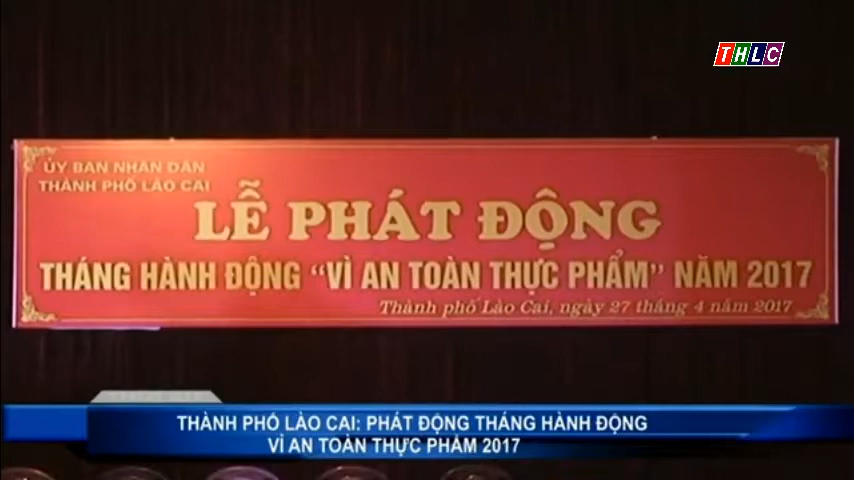 THLC
ỦY BAN NHÂN DÂN
THÀNH PHỐ LÀO CAI
LỄ PHÁT ĐỘNG
THÁNG HÀNH ĐỘNG “VÌ AN TOÀN THỰC PHẨM” NĂM 2017
Thành phố Lào Cai, ngày 27 tháng 4 năm 2017
THÀNH PHỐ LÀO CAI: PHÁT ĐỘNG THÁNG HÀNH ĐỘNG
VÌ AN TOÀN THỰC PHẨM 2017